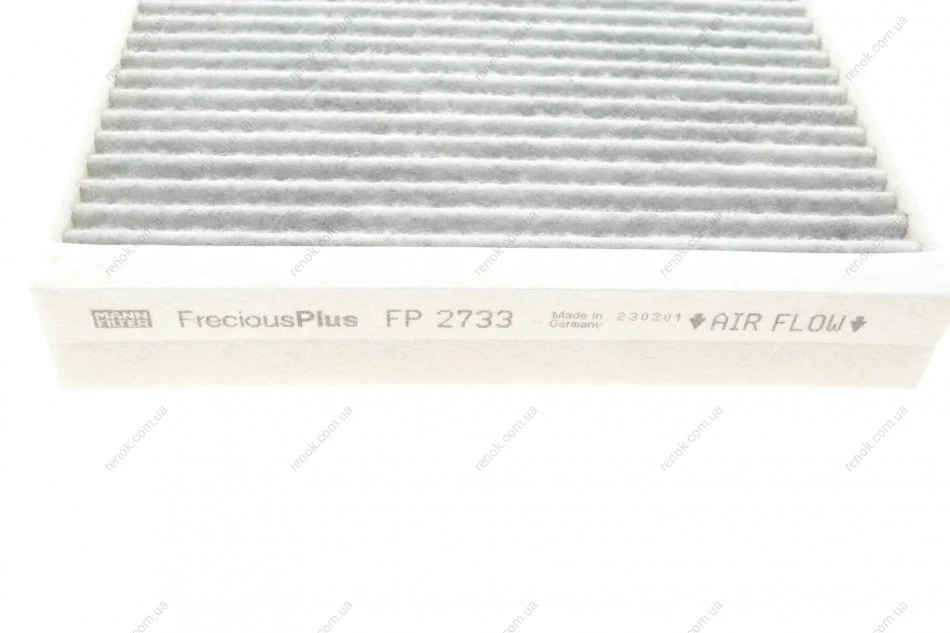 MANN FILTER FreciousPlus FP 2733 Made in Germany 230201 AIR FLOW
renok.com.ua